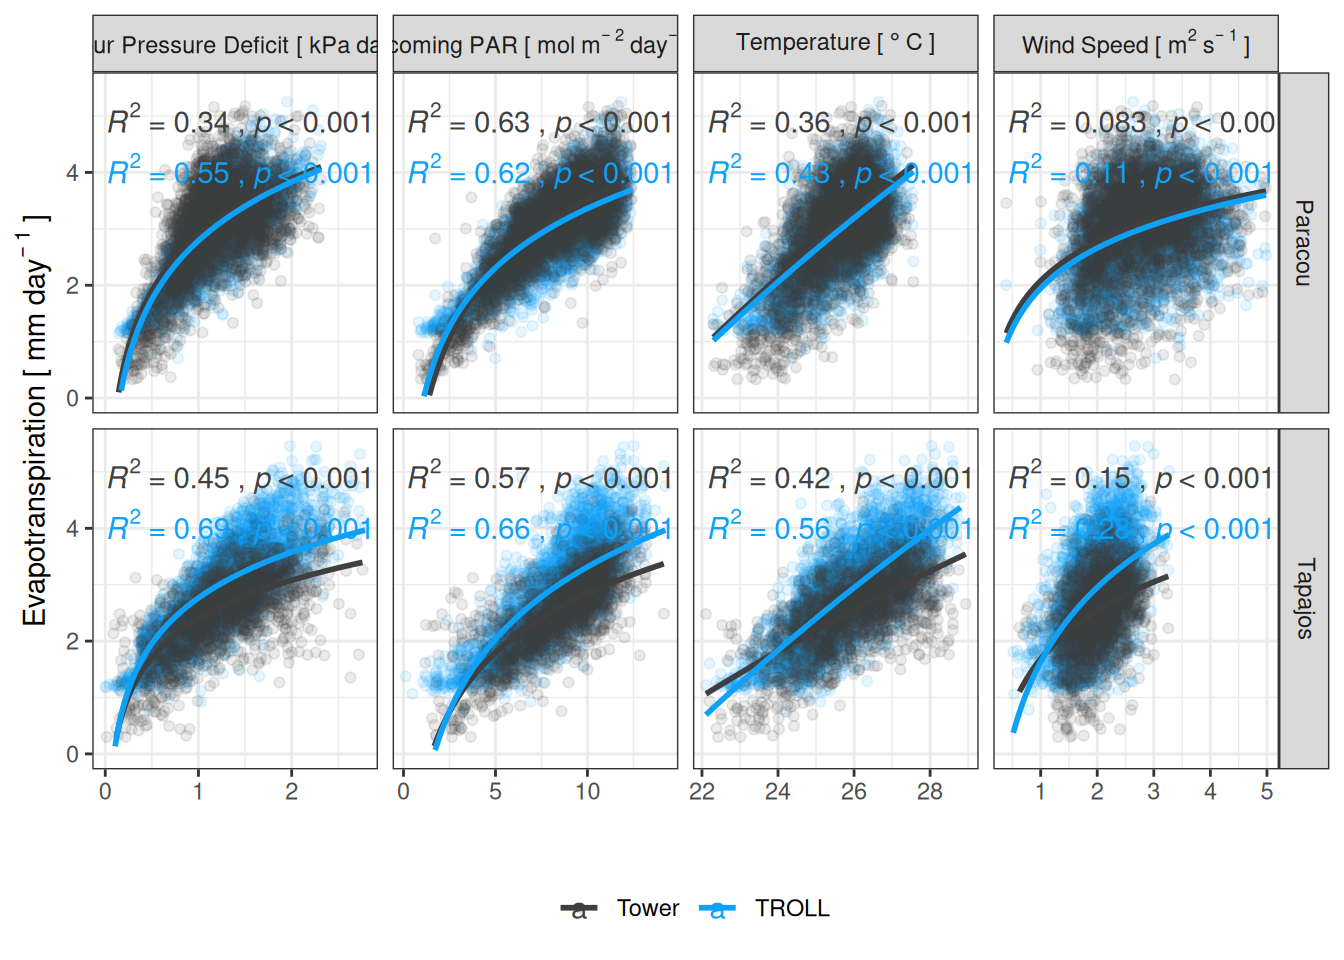 ur Pressure Deficit [ kPa da
coming PAR [ mol m⁻² day⁻
Temperature [ ° C ]
Wind Speed [ m² s⁻¹ ]
Evapotranspiration [ mm day⁻¹ ]
R² = 0.34 , p < 0.001
R² = 0.55 , p < 0.001
R² = 0.63 , p < 0.001
R² = 0.62 , p < 0.001
R² = 0.36 , p < 0.001
R² = 0.43 , p < 0.001
R² = 0.083 , p < 0.00
R² = 0.11 , p < 0.001
Paracou
4
2
0
R² = 0.45 , p < 0.001
R² = 0.69 , p < 0.001
R² = 0.57 , p < 0.001
R² = 0.66 , p < 0.001
R² = 0.42 , p < 0.001
R² = 0.56 , p < 0.001
R² = 0.15 , p < 0.001
R² = 0.28 , p < 0.001
Tapajos
4
2
0
0 1 2
0 5 10
22 24 26 28
1 2 3 4 5
a Tower a TROLL